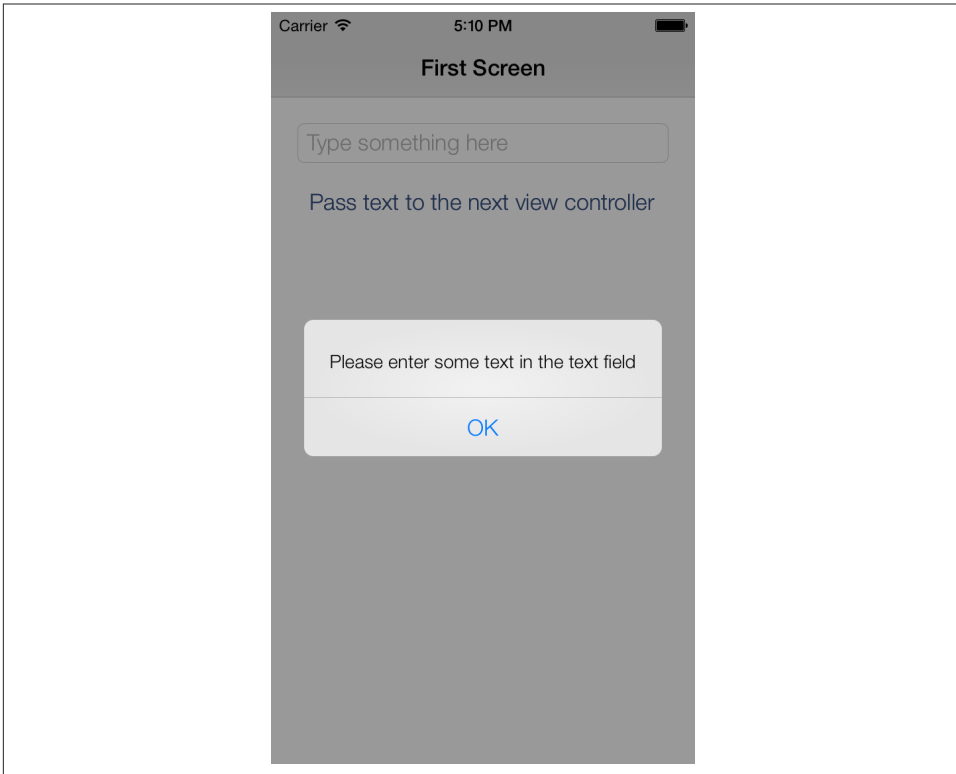 Carrier 5:10 PM
First Screen
Type something here
Pass text to the next view controller
Please enter some text in the text field
OK